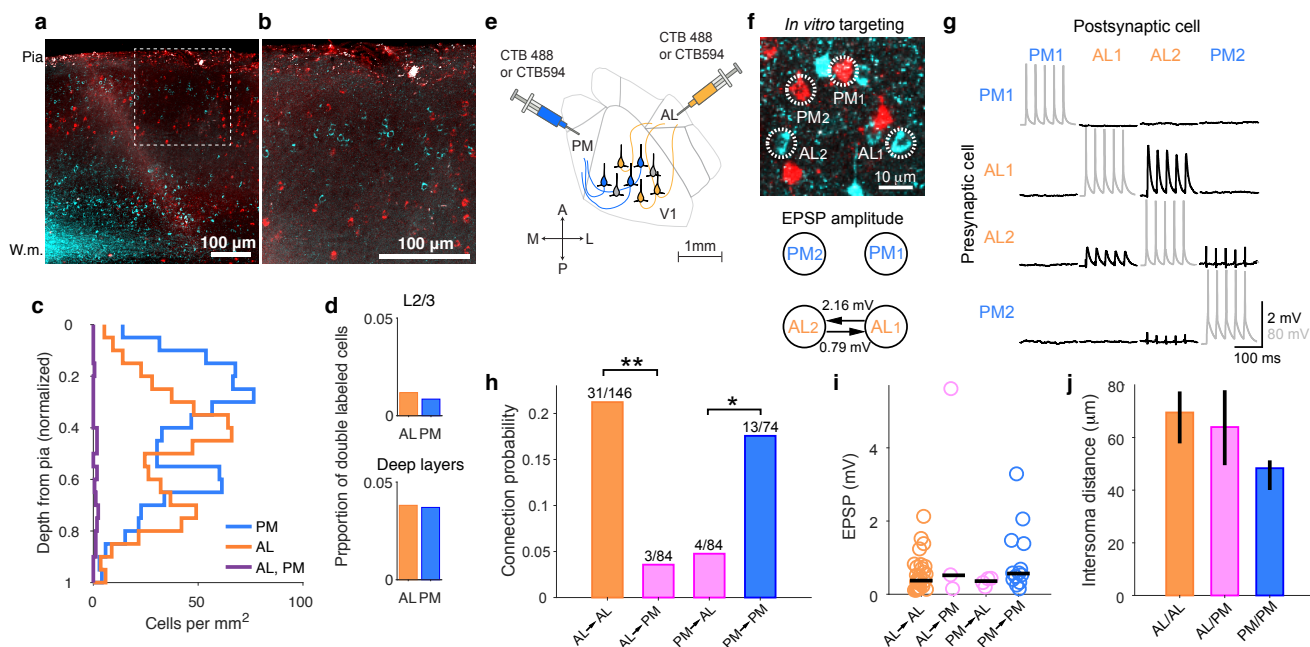 a
b
Pia
W.m.
100 µm
100 µm
c
0
0.2
0.4
0.6
0.8
1
Depth from pia (normalized)
PM
AL
AL, PM
0
50
100
Cells per mm2
d
L2/3
0.05
0
AL PM
Deep layers
0.05
0
AL PM
Prpportion of double labeled cells
e
CTB 488
or CTB594
CTB 488
or CTB594
AL
PM
V1
A
M
L
P
1mm
f
In vitro targeting
PM1
PM2
AL2
AL1
10 µm
EPSP amplitude
PM2
PM1
2.16 mV
AL2
AL1
0.79 mV
g
Postsynaptic cell
PM1 AL1 AL2 PM2
Presynaptic cell
PM1
AL1
AL2
PM2
2 mV
80 mV
100 ms
h
**
*
31/146
3/84
4/84
13/74
0.2
0.15
0.1
0.05
0
Connection probability
AL→AL
AL→PM
PM→AL
PM→PM
i
4
2
0
EPSP (mV)
AL→AL
AL→PM
PM→AL
PM→PM
j
80
60
40
20
0
Intersoma distance (µm)
AL/AL
AL/PM
PM/PM